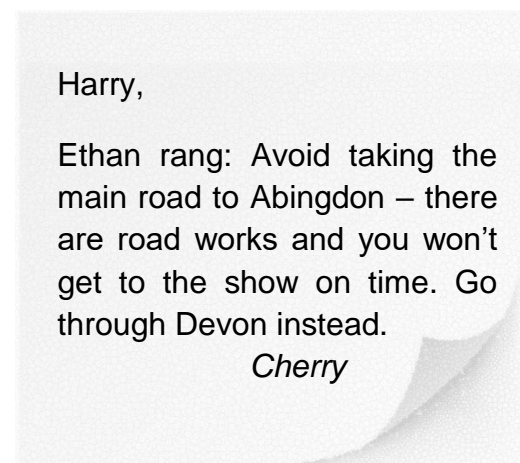 Harry,
Ethan rang: Avoid taking the
main road to Abingdon – there
are road works and you won’t
get to the show on time. Go
through Devon instead.
Cherry